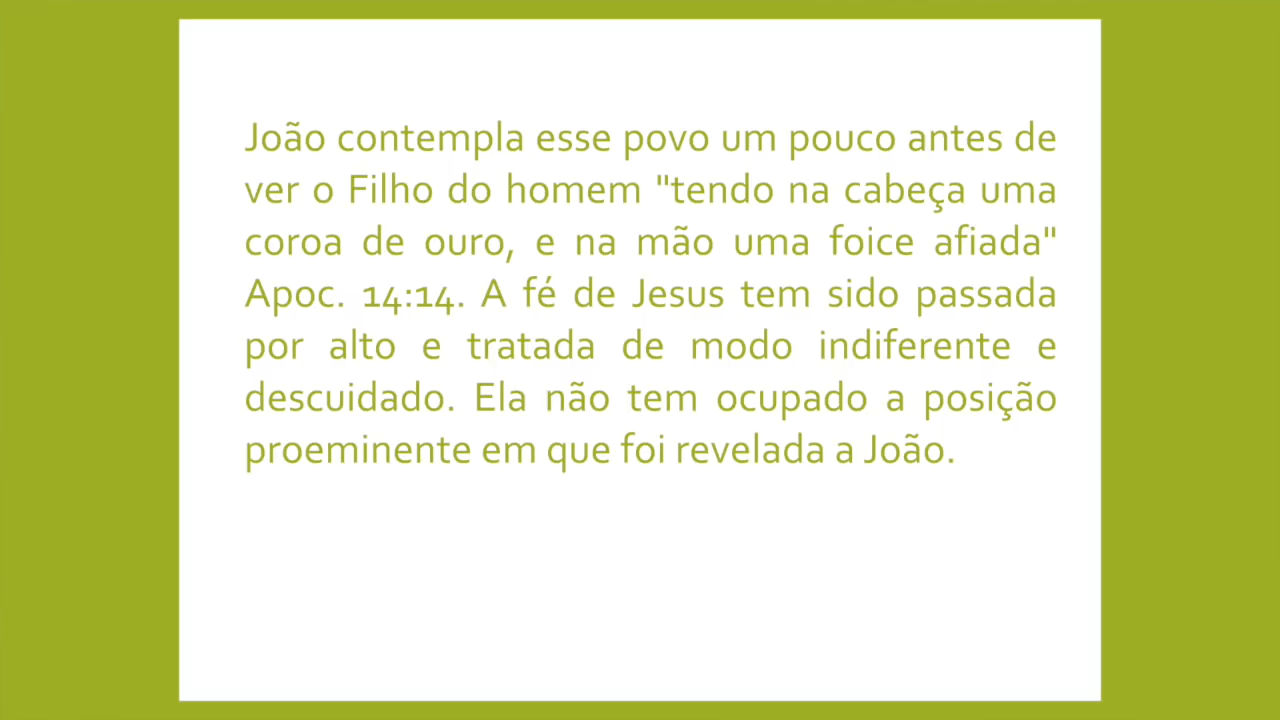 João contempla esse povo um pouco antes de
ver o Filho do homem "tendo na cabeça uma
coroa de ouro, e na mão uma foice afiada"
Apoc. 14:14. A fé de Jesus tem sido passada
por alto e tratada de modo indiferente e
descuidado. Ela não tem ocupado a posição
proeminente em que foi revelada a João.